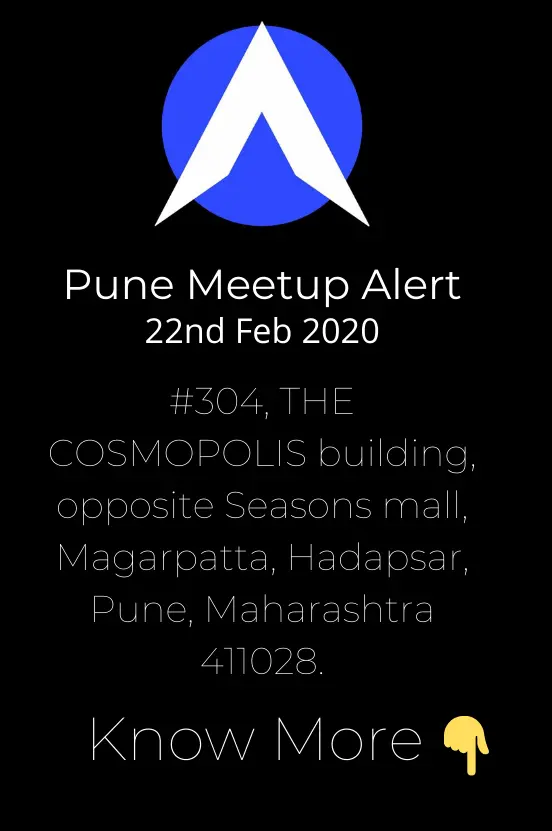 Pune Meetup Alert
22nd Feb 2020
#304, THE
COSMOPOLIS building,
opposite Seasons mall,
Magarpatta, Hadapsar,
Pune, Maharashtra
411028.
Know More 👇